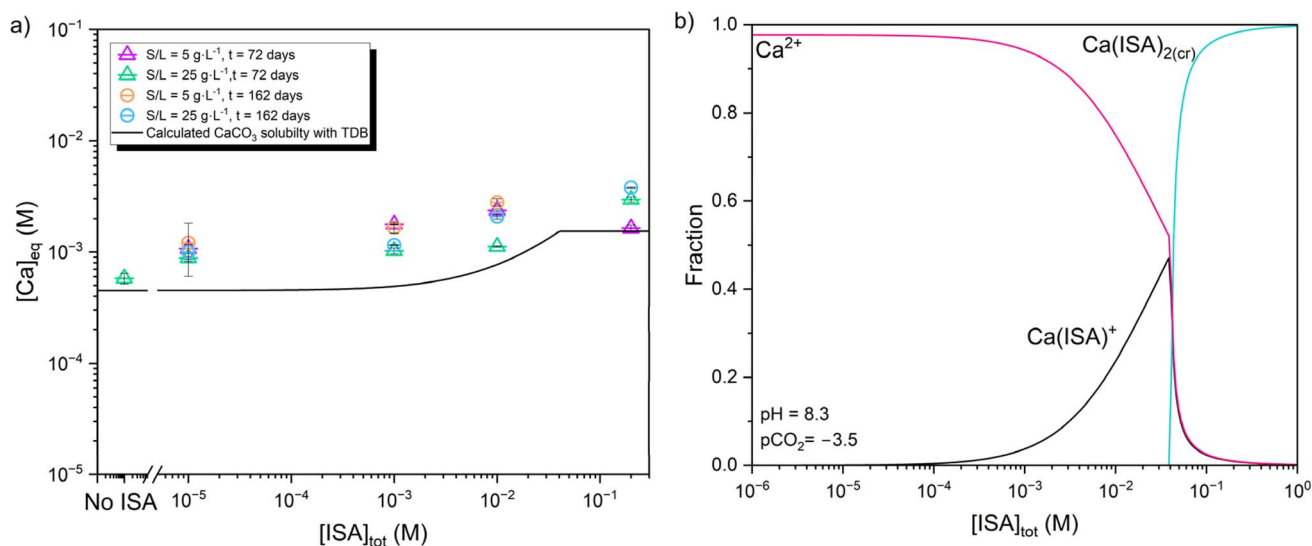 a)
S/L = 5 g·L⁻¹, t = 72 days
S/L = 25 g·L⁻¹,t = 72 days
S/L = 5 g·L⁻¹, t = 162 days
S/L = 25 g·L⁻¹, t = 162 days
Calculated CaCO₃ solubilty with TDB
[Ca]eq (M)
10⁻¹
10⁻²
10⁻³
10⁻⁴
10⁻⁵
No ISA
10⁻⁵
10⁻⁴
10⁻³
10⁻²
10⁻¹
[ISA]tot (M)
b)
Fraction
1.0
0.8
0.6
0.4
0.2
0.0
Ca²⁺
Ca(ISA)₂(cr)
Ca(ISA)⁺
pH = 8.3
pCO₂= −3.5
10⁻⁶
10⁻⁵
10⁻⁴
10⁻³
10⁻²
10⁻¹
10⁰
[ISA]tot (M)